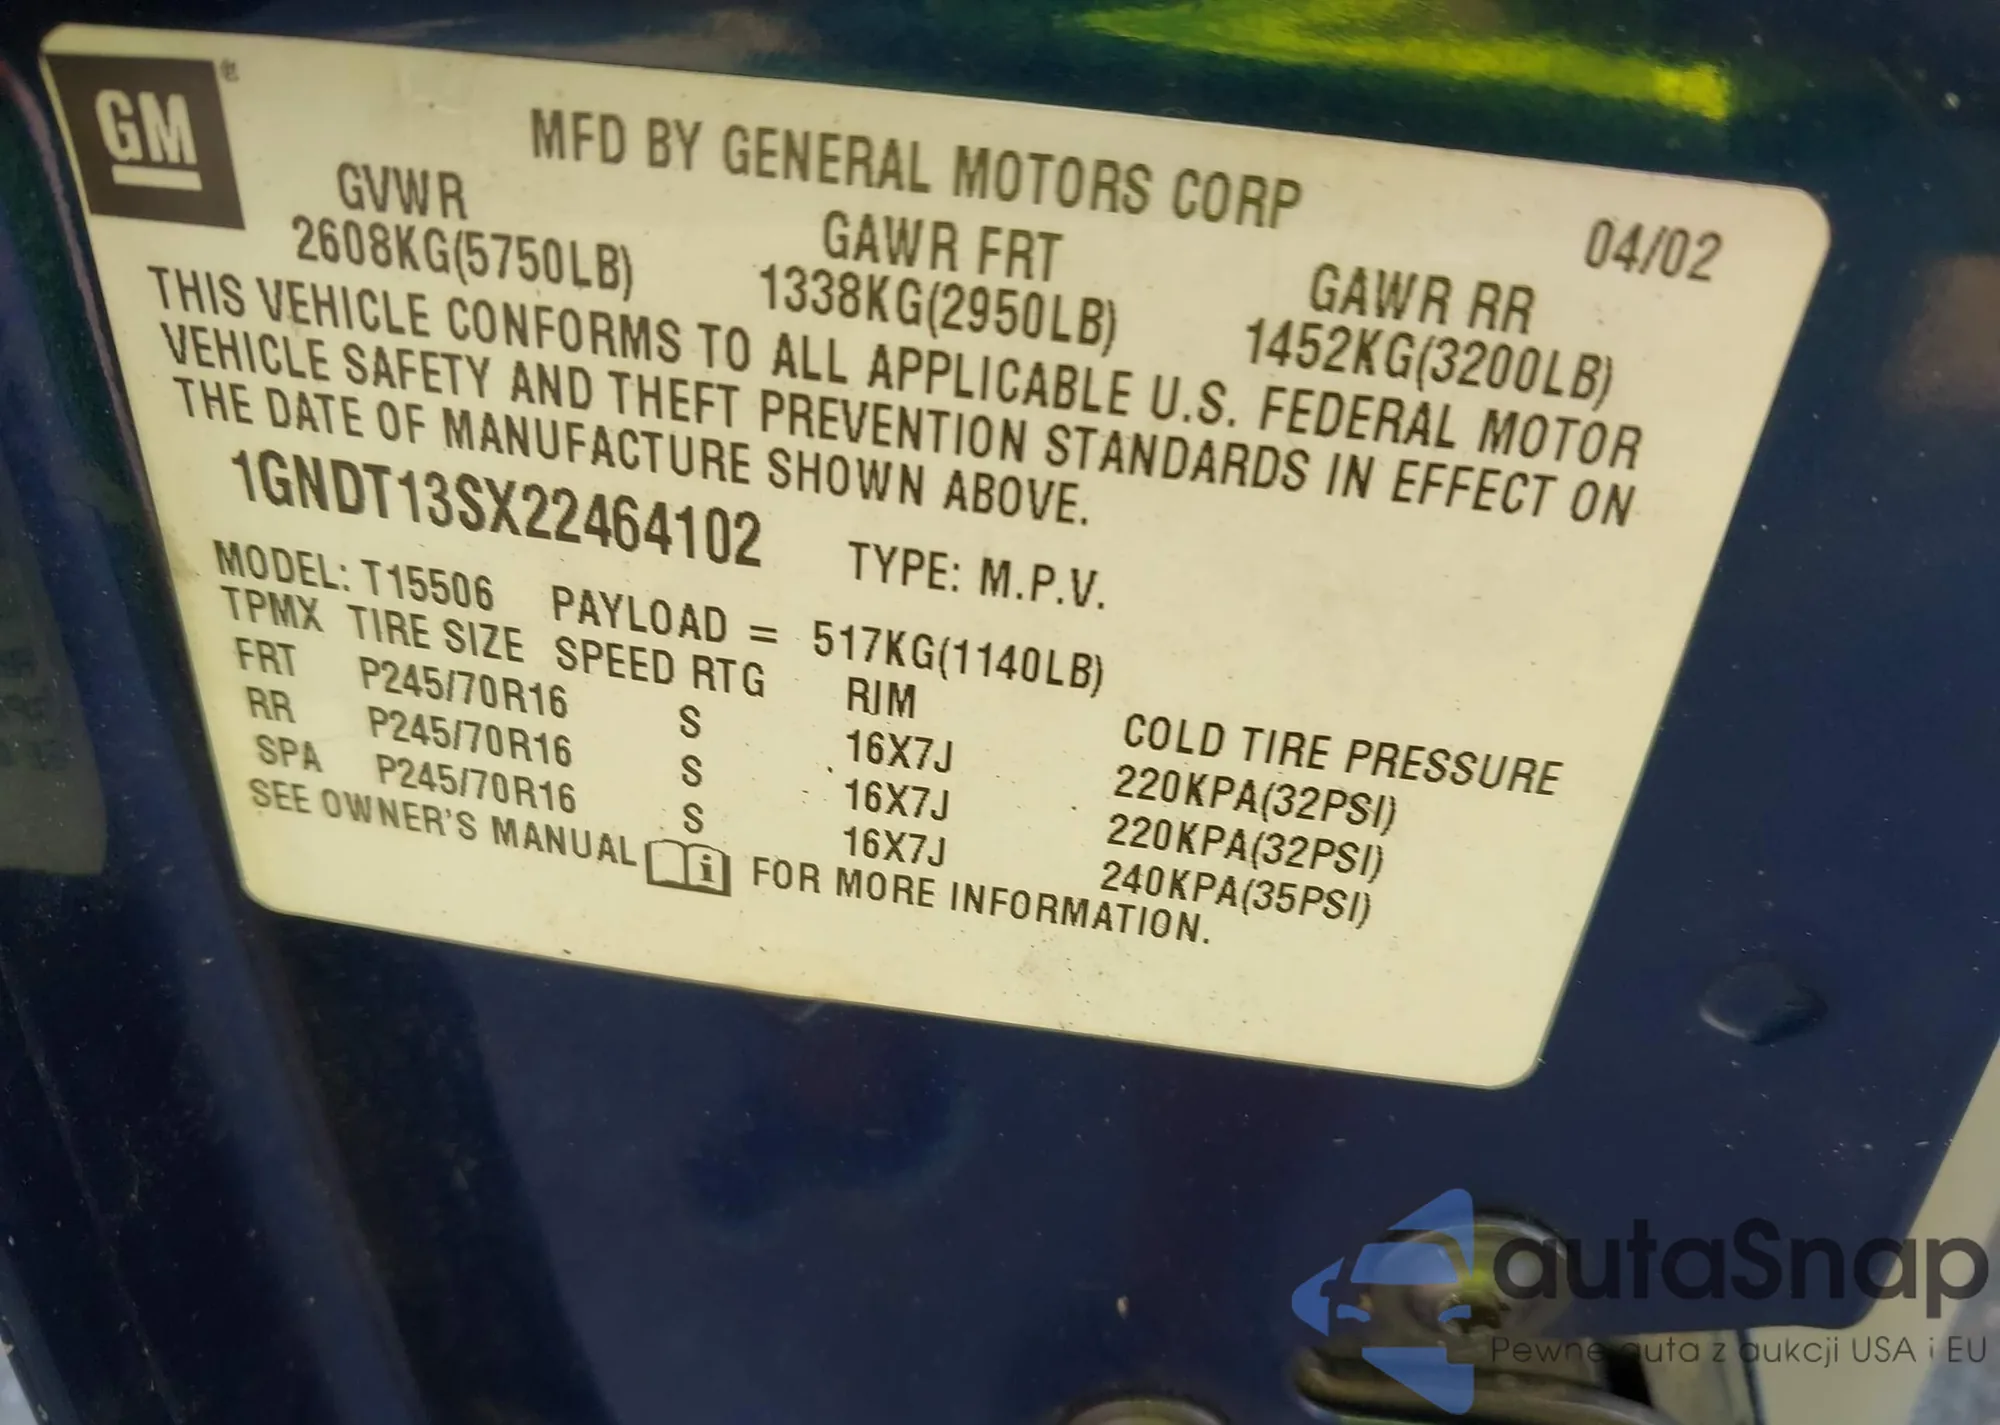 GM
MFD BY GENERAL MOTORS CORP
04/02
GVWR GAWR FRT GAWR RR
2608KG(5750LB) 1338KG(2950LB) 1452KG(3200LB)
THIS VEHICLE CONFORMS TO ALL APPLICABLE U.S. FEDERAL MOTOR
VEHICLE SAFETY AND THEFT PREVENTION STANDARDS IN EFFECT ON
THE DATE OF MANUFACTURE SHOWN ABOVE.
1GNDT13SX22464102 TYPE: M.P.V.
MODEL: T15506 PAYLOAD = 517KG(1140LB)
TPMX TIRE SIZE SPEED RTG RIM COLD TIRE PRESSURE
FRT P245/70R16 S 16X7J 220KPA(32PSI)
RR P245/70R16 S 16X7J 220KPA(32PSI)
SPA P245/70R16 S 16X7J 240KPA(35PSI)
SEE OWNER'S MANUAL i FOR MORE INFORMATION.
autaSnap
Pewne auta z aukcji USA i EU